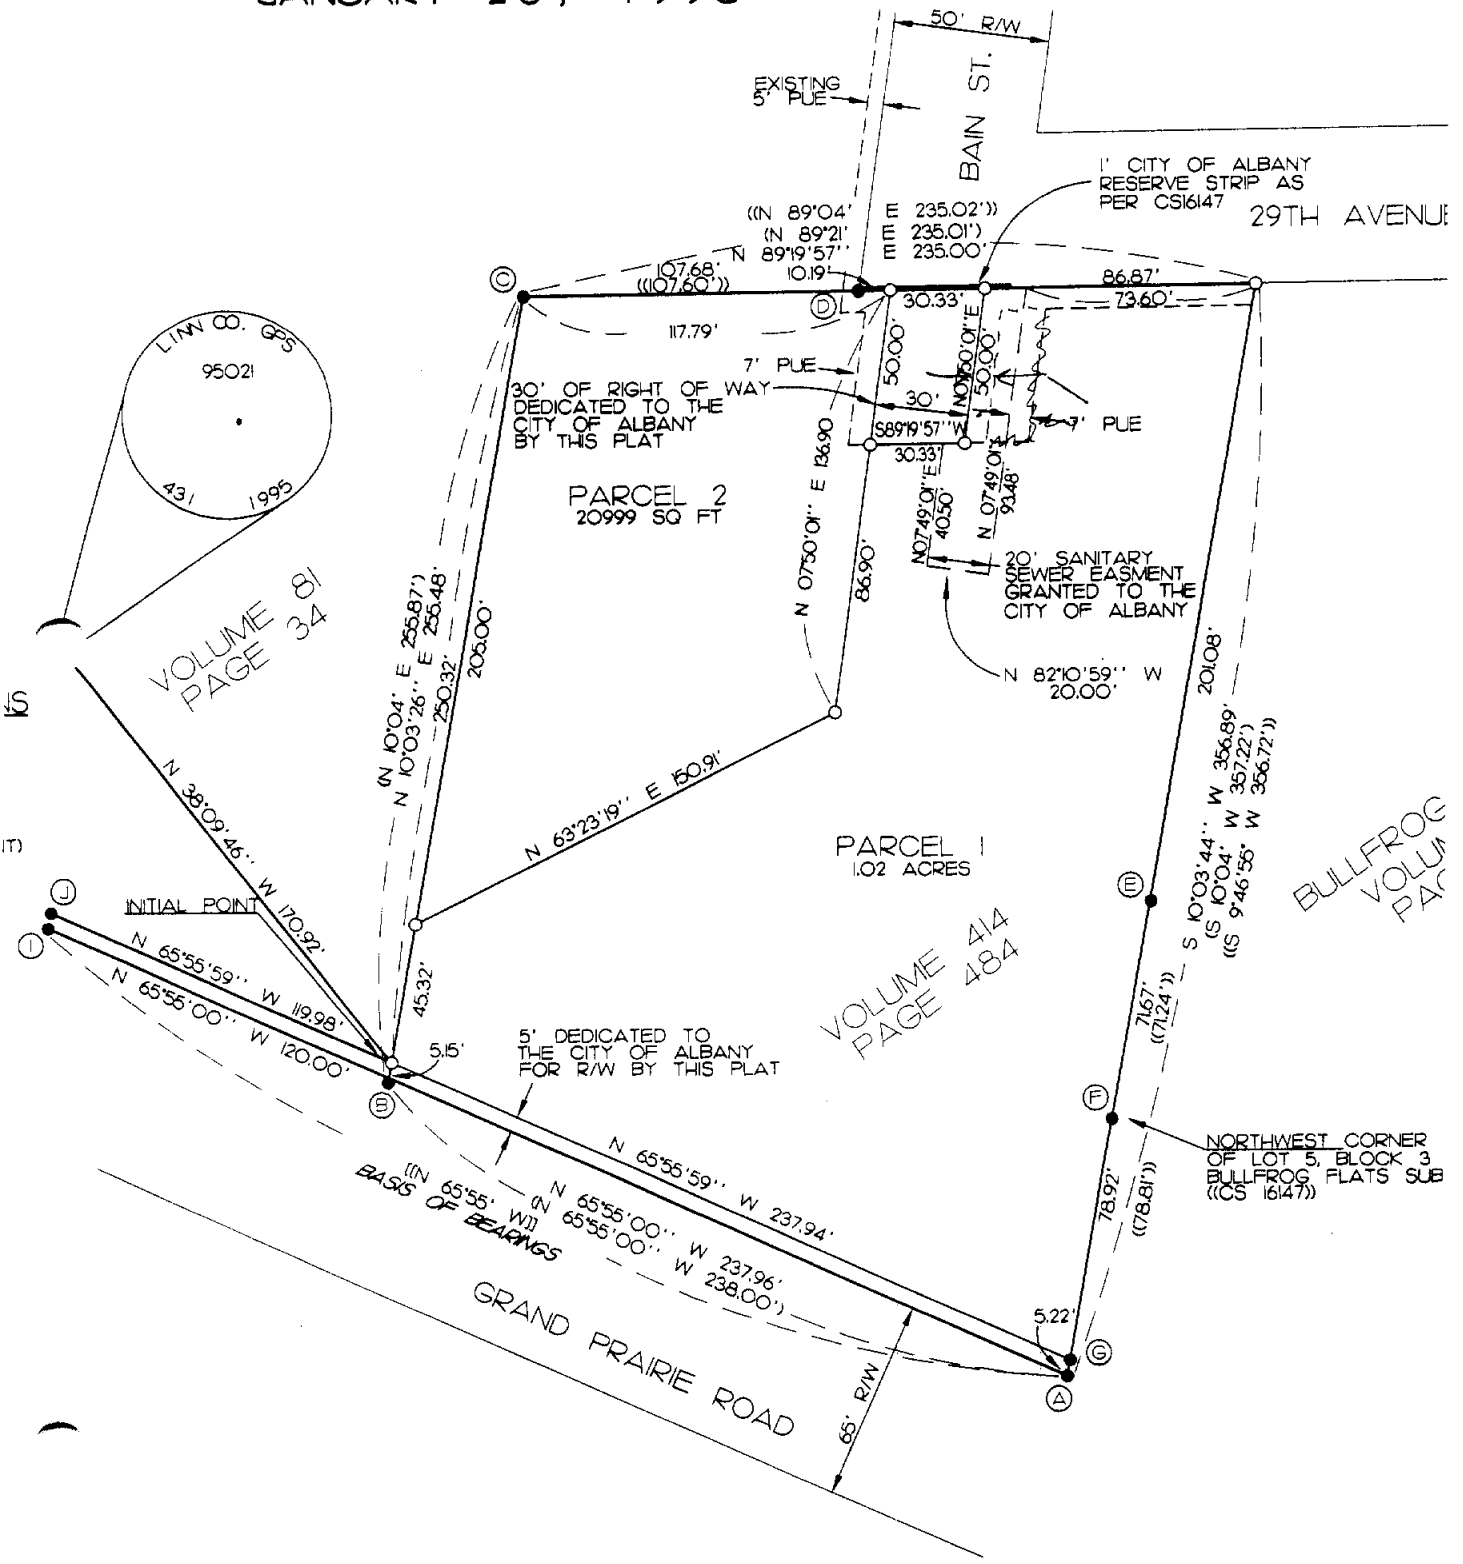 50' R/W
EXISTING
5' PUE
BAIN ST.
1' CITY OF ALBANY
RESERVE STRIP AS
PER CS16147
29TH AVENUE
((N 89°04' E 235.02'))
(N 89°21' E 235.01')
N 89°19'57'' E 235.00'
C
107.68'
((107.60'))
10.19'
D
30.33'
86.87'
73.60'
117.79'
LINN CO. GPS
95021
431 1995
7' PUE
30' OF RIGHT OF WAY
DEDICATED TO THE
CITY OF ALBANY
BY THIS PLAT
50.00'
50.00'
30'
S89°19'57''W
30.33'
7' PUE
PARCEL 2
20999 SQ FT
N 07°50'01'' E 136.90
86.90'
N07°49'01''E
40.50'
N 07°49'01''
93.48'
20' SANITARY
SEWER EASMENT
GRANTED TO THE
CITY OF ALBANY
N 82°10'59'' W
20.00'
VOLUME 81
PAGE 34
(N 10°04' E 255.87')
N 10°03'26'' E 255.48'
250.32'
205.00'
201.08'
N 38°09'46'' W 170.92'
N 63°23'19'' E 150.91'
PARCEL 1
1.02 ACRES
E
S 10°03'44'' W 356.89'
(S 10°04' W 357.22')
((S 9°46'55'' W 356.72'))
BULLFROG
VOLUM
PAG
IT)
J
I
INITIAL POINT
N 65°55'59'' W 119.98'
N 65°55'00'' W 120.00'
45.32'
VOLUME 414
PAGE 484
71.67'
((71.24'))
5.15'
B
5' DEDICATED TO
THE CITY OF ALBANY
FOR R/W BY THIS PLAT
F
NORTHWEST CORNER
OF LOT 5, BLOCK 3
BULLFROG FLATS SUB
((CS 16147))
78.92'
((78.81'))
N 65°55'59'' W 237.94'
N 65°55'00'' W 237.96'
(N 65°55'00'' W 238.00')
[(N 65°55' W)]
BASIS OF BEARINGS
GRAND PRAIRIE ROAD
65' R/W
5.22'
G
A